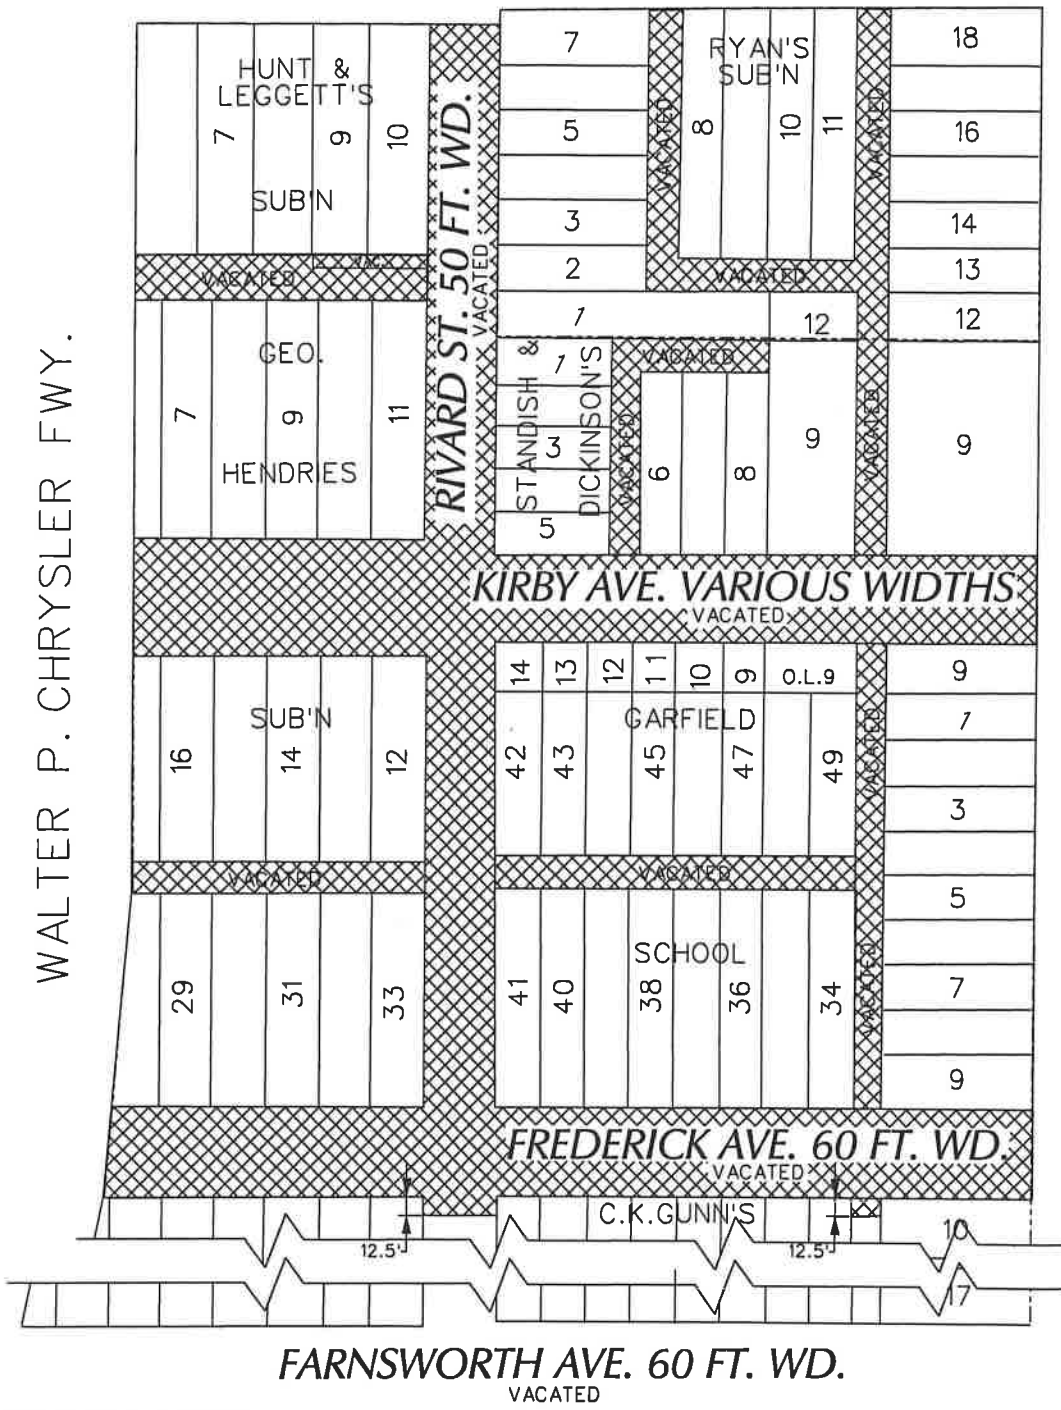 7
HUNT &
LEGGETT'S
RYAN'S
SUB'N
18
7
9
10
5
VACATED
8
10
11
VACATED
16
SUB'N
RIVARD ST. 50 FT. WD.
VACATED
3
14
VACATED
2
VACATED
13
1
12
12
GEO.
STANDISH &
DICKINSON'S
1
VACATED
7
9
11
3
VACATED
6
8
9
VACATED
9
HENDRIES
5
WALTER P. CHRYSLER FWY.
KIRBY AVE. VARIOUS WIDTHS
VACATED
14
13
12
11
10
9
O.L.9
9
SUB'N
GARFIELD
1
16
14
12
42
43
45
47
49
VACATED
3
VACATED
VACATED
5
SCHOOL
29
31
33
41
40
38
36
34
VACATED
7
9
FREDERICK AVE. 60 FT. WD.
VACATED
C.K.GUNN'S
12.5'
12.5'
10
17
FARNSWORTH AVE. 60 FT. WD.
VACATED